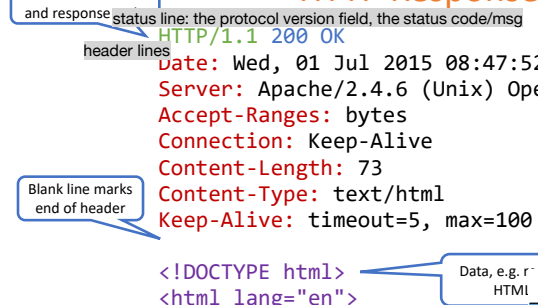 and response
status line: the protocol version field, the status code/msg
HTTP/1.1 200 OK
header lines
Date: Wed, 01 Jul 2015 08:47:52
Server: Apache/2.4.6 (Unix)
Accept-Ranges: bytes
Connection: Keep-Alive
Content-Length: 73
Content-Type: text/html
Keep-Alive: timeout=5, max=100
Blank line marks
end of header
<!DOCTYPE html>
<html lang="en">
Data, e.g.
HTML